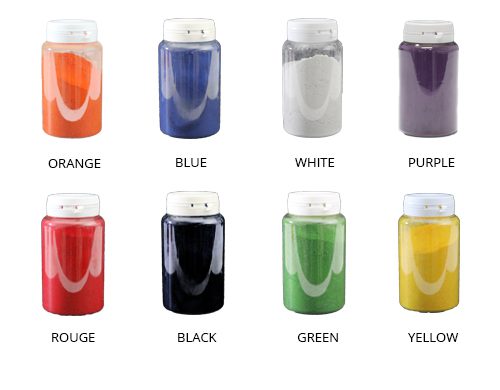 ORANGE
BLUE
WHITE
PURPLE
ROUGE
BLACK
GREEN
YELLOW